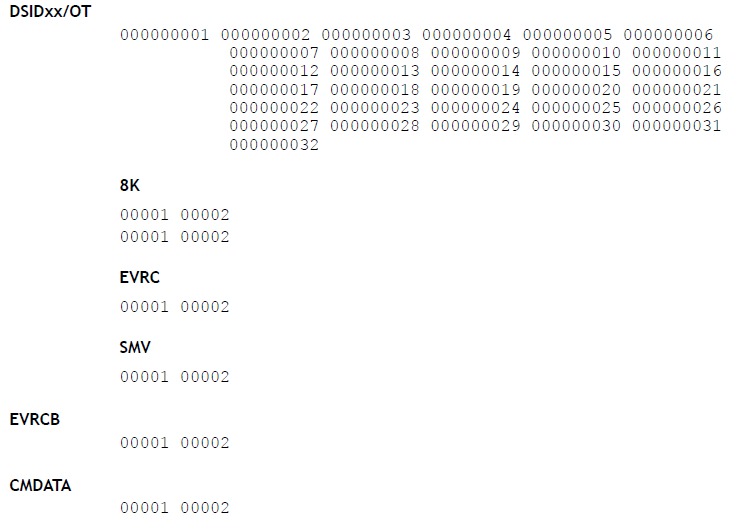 DSIDxx/OT
000000001 000000002 000000003 000000004 000000005 000000006
000000007 000000008 000000009 000000010 000000011
000000012 000000013 000000014 000000015 000000016
000000017 000000018 000000019 000000020 000000021
000000022 000000023 000000024 000000025 000000026
000000027 000000028 000000029 000000030 000000031
000000032
8K
00001 00002
00001 00002
EVRC
00001 00002
SMV
00001 00002
EVRCB
00001 00002
CMDATA
00001 00002